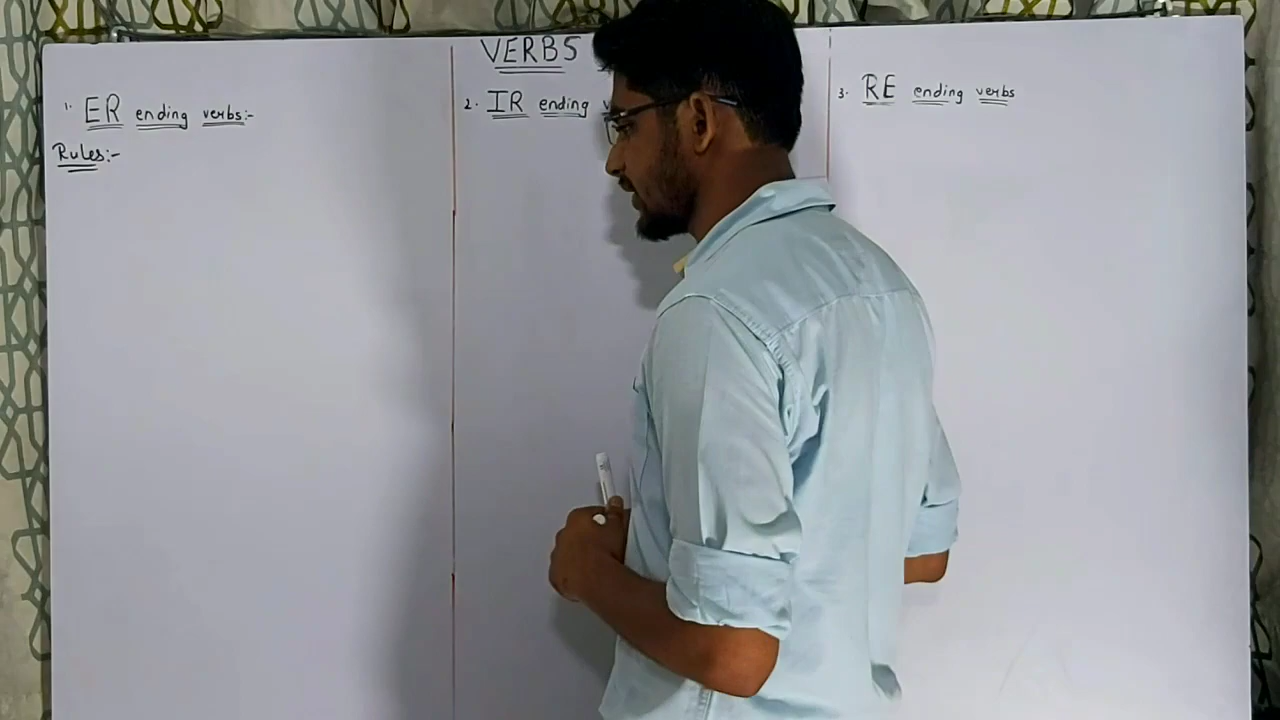 VERBS
1. ER ending verbs:-
Rules:-
2. IR ending
3. RE ending verbs